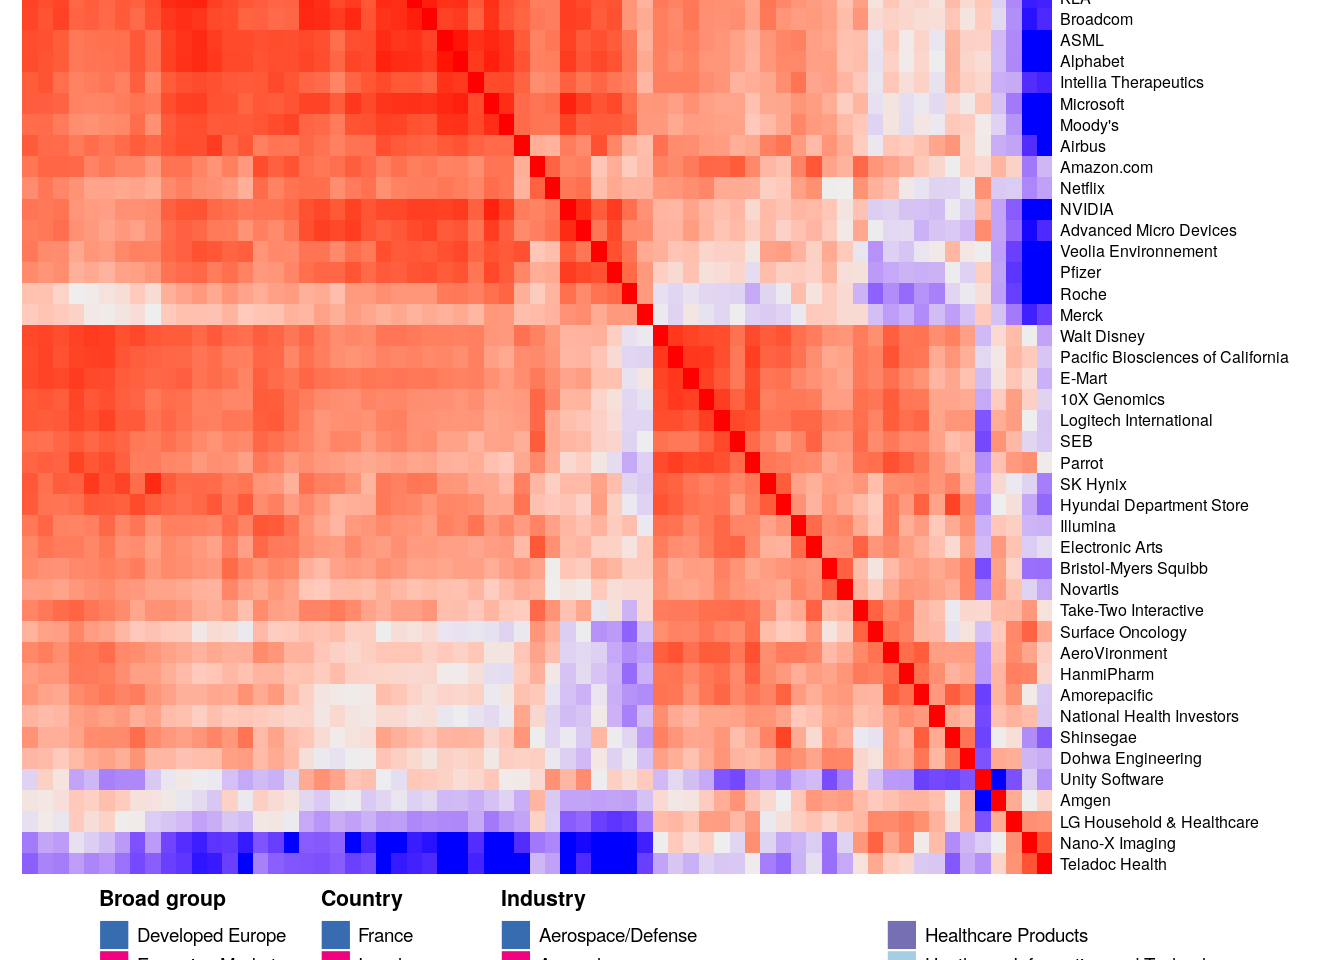 Broadcom
ASML
Alphabet
Intellia Therapeutics
Microsoft
Moody's
Airbus
Amazon.com
Netflix
NVIDIA
Advanced Micro Devices
Veolia Environnement
Pfizer
Roche
Merck
Walt Disney
Pacific Biosciences of California
E-Mart
10X Genomics
Logitech International
SEB
Parrot
SK Hynix
Hyundai Department Store
Illumina
Electronic Arts
Bristol-Myers Squibb
Novartis
Take-Two Interactive
Surface Oncology
AeroVironment
HanmiPharm
Amorepacific
National Health Investors
Shinsegae
Dohwa Engineering
Unity Software
Amgen
LG Household & Healthcare
Nano-X Imaging
Teladoc Health
Broad group Country Industry
Developed Europe France Aerospace/Defense Healthcare Products